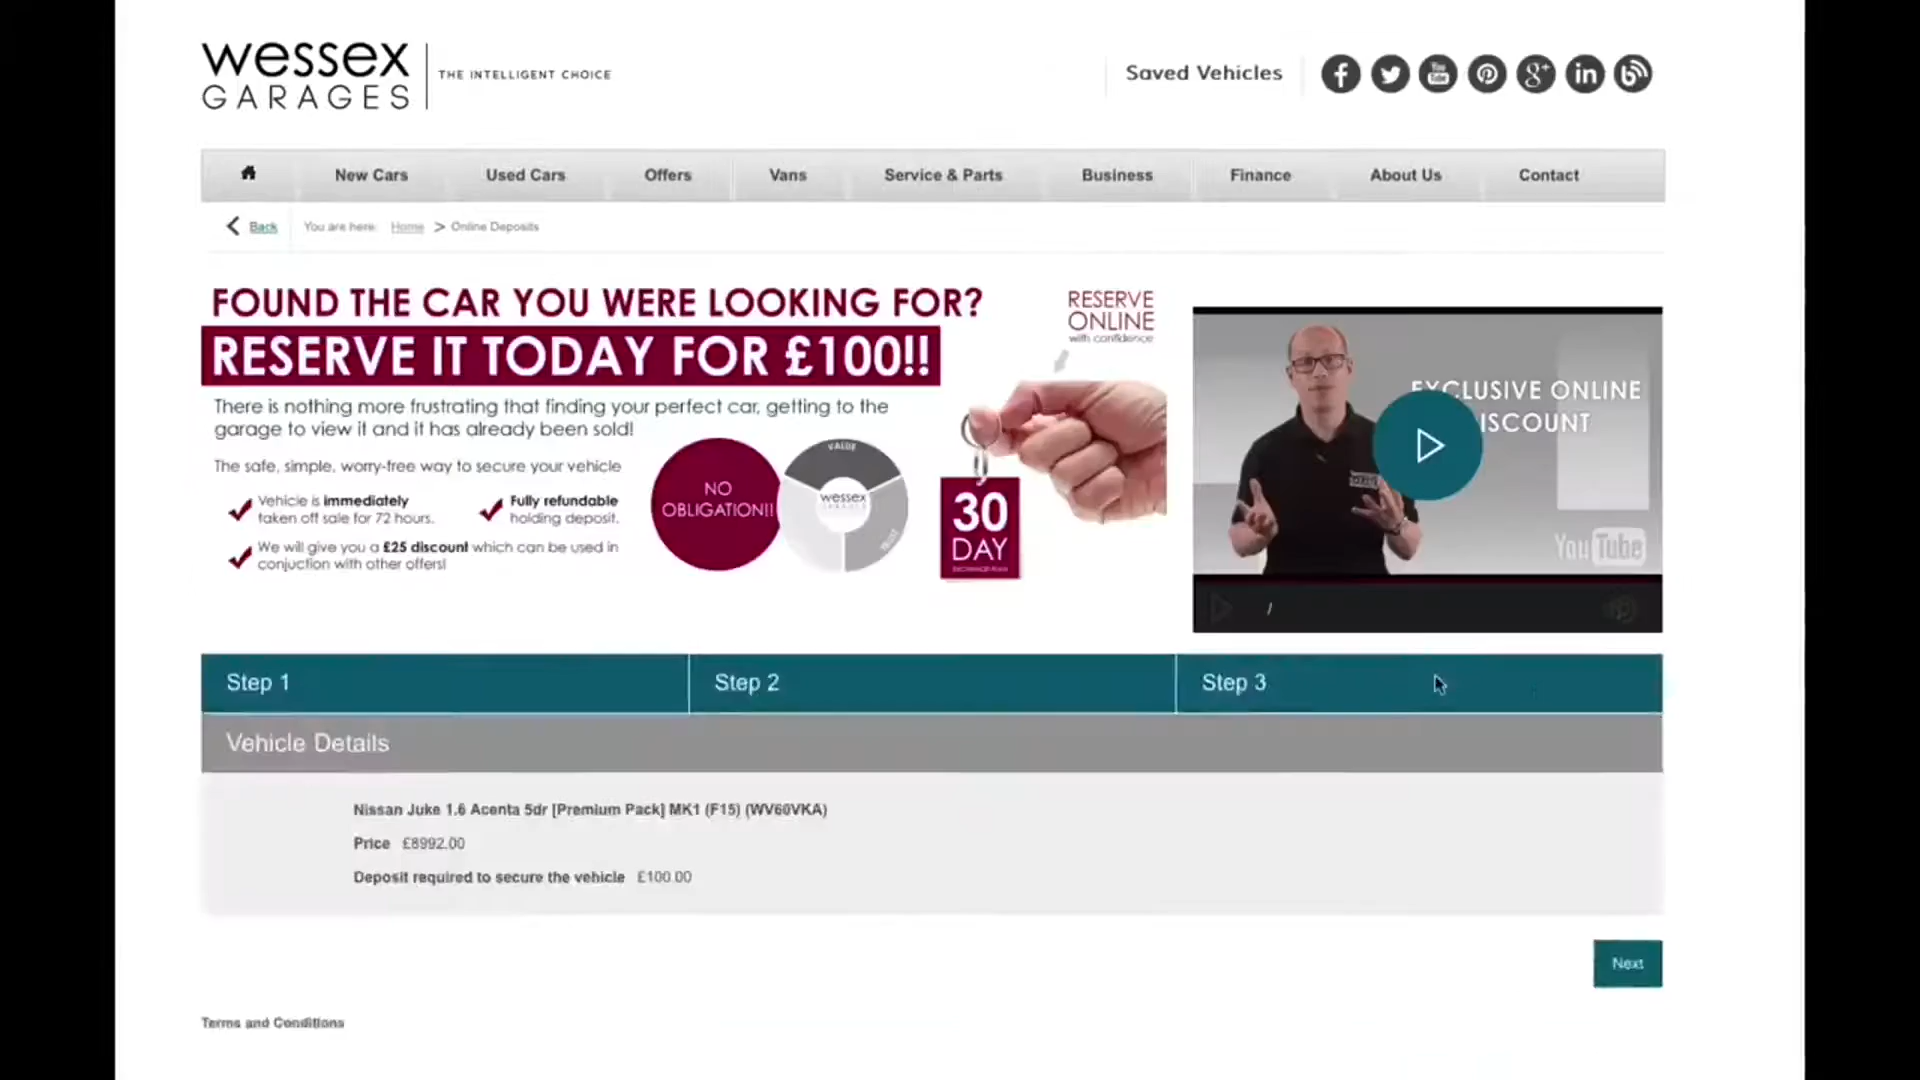 wessex
GARAGES
THE INTELLIGENT CHOICE
Saved Vehicles
New Cars
Used Cars
Offers
Vans
Service & Parts
Business
Finance
About Us
Contact
Back
You are here:
Home
> Online Deposits
FOUND THE CAR YOU WERE LOOKING FOR?
RESERVE IT TODAY FOR £100!!
There is nothing more frustrating that finding your perfect car, getting to the
garage to view it and it has already been sold!
The safe, simple, worry-free way to secure your vehicle
Vehicle is immediately
taken off sale for 72 hours.
Fully refundable
holding deposit.
We will give you a £25 discount which can be used in
conjuction with other offers!
NO
OBLIGATION!!
VALUE
wessex
GARAGES
TRUST
RESERVE
ONLINE
with confidence
30
DAY
EXCLUSIVE ONLINE
ISCOUNT
YouTube
/
Step 1
Step 2
Step 3
Vehicle Details
Nissan Juke 1.6 Acenta 5dr [Premium Pack] MK1 (F15) (WV60VKA)
Price £8992.00
Deposit required to secure the vehicle £100.00
Next
Terms and Conditions